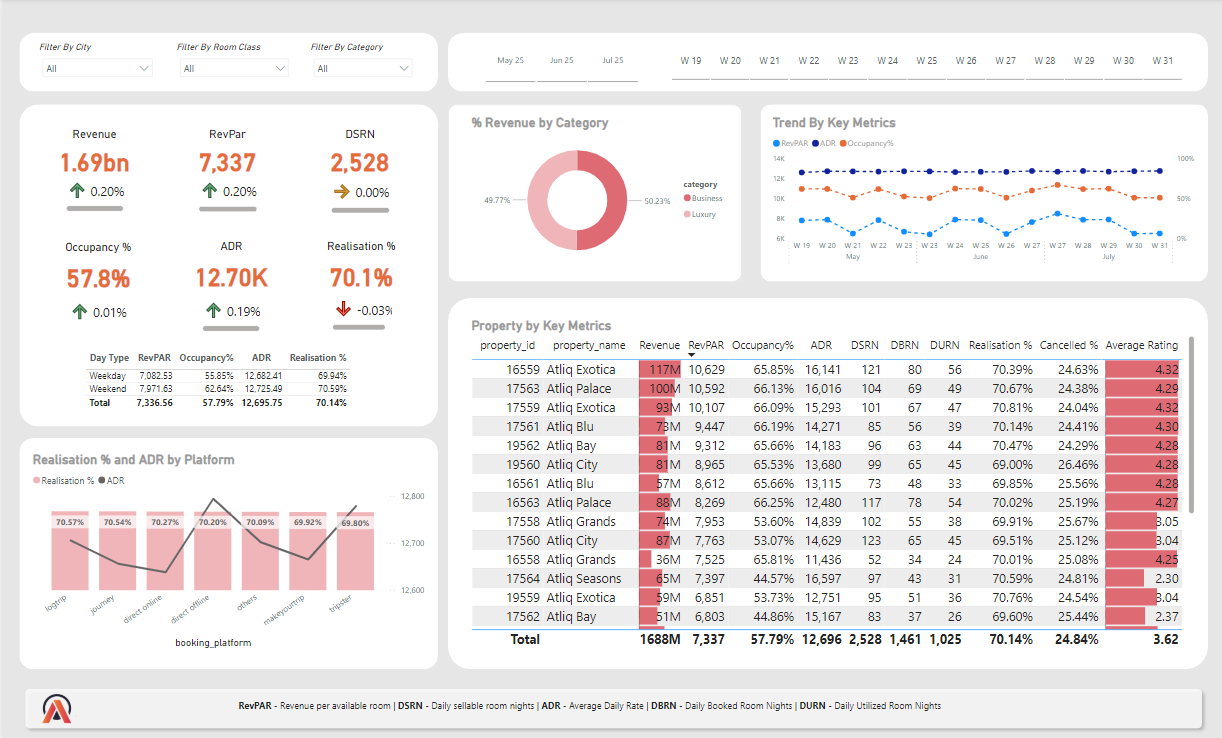 Filter By City
Filter By Room Class
Filter By Category
All
All
All
May 25 Jun 25 Jul 25
W 19 W 20 W 21 W 22 W 23 W 24 W 25 W 26 W 27 W 28 W 29 W 30 W 31
Revenue RevPar DSRN
1.69bn 7,337 2,528
0.20% 0.20% 0.00%
Occupancy % ADR Realisation %
57.8% 12.70K 70.1%
0.01% 0.19% -0.03%
Day Type RevPAR Occupancy% ADR Realisation %
Weekday 7,082.53 55.85% 12,682.41 69.94%
Weekend 7,971.63 62.64% 12,725.49 70.59%
Total 7,336.56 57.79% 12,695.75 70.14%
% Revenue by Category
49.77%
50.23%
category
Business
Luxury
Trend By Key Metrics
RevPAR ADR Occupancy%
14K
12K
10K
8K
6K
100%
50%
0%
W 19 W 20 W 21 W 22 W 23 W 23 W 24 W 25 W 26 W 27 W 27 W 28 W 29 W 30 W 31
May June July
Realisation % and ADR by Platform
Realisation % ADR
12,800
12,700
12,600
70.57% 70.54% 70.27% 70.20% 70.09% 69.92% 69.80%
logtrip journey direct online direct offline others makeyourtrip tripster
booking_platform
Property by Key Metrics
property_id property_name Revenue RevPAR Occupancy% ADR DSRN DBRN DURN Realisation % Cancelled % Average Rating
16559 Atliq Exotica 117M 10,629 65.85% 16,141 121 80 56 70.39% 24.63% 4.32
17563 Atliq Palace 100M 10,592 66.13% 16,016 104 69 49 70.67% 24.38% 4.29
17559 Atliq Exotica 93M 10,107 66.09% 15,293 101 67 47 70.81% 24.04% 4.32
17561 Atliq Blu 73M 9,447 66.19% 14,271 85 56 39 70.14% 24.41% 4.30
19562 Atliq Bay 81M 9,312 65.66% 14,183 96 63 44 70.47% 24.29% 4.28
19560 Atliq City 81M 8,965 65.53% 13,680 99 65 45 69.00% 26.46% 4.28
16561 Atliq Blu 57M 8,612 65.66% 13,115 73 48 33 69.85% 25.56% 4.28
16563 Atliq Palace 88M 8,269 66.25% 12,480 117 78 54 70.02% 25.19% 4.27
17558 Atliq Grands 74M 7,953 53.60% 14,839 102 55 38 69.91% 25.67% 3.05
17560 Atliq City 87M 7,763 53.07% 14,629 123 65 45 69.51% 25.12% 3.04
16558 Atliq Grands 36M 7,525 65.81% 11,436 52 34 24 70.01% 25.08% 4.25
17564 Atliq Seasons 65M 7,397 44.57% 16,597 97 43 31 70.59% 24.81% 2.30
19559 Atliq Exotica 59M 6,851 53.73% 12,751 95 51 36 70.76% 24.54% 3.04
17562 Atliq Bay 51M 6,803 44.86% 15,167 83 37 26 69.60% 25.44% 2.37
Total 1688M 7,337 57.79% 12,696 2,528 1,461 1,025 70.14% 24.84% 3.62
RevPAR - Revenue per available room | DSRN - Daily sellable room nights | ADR - Average Daily Rate | DBRN - Daily Booked Room Nights | DURN - Daily Utilized Room Nights